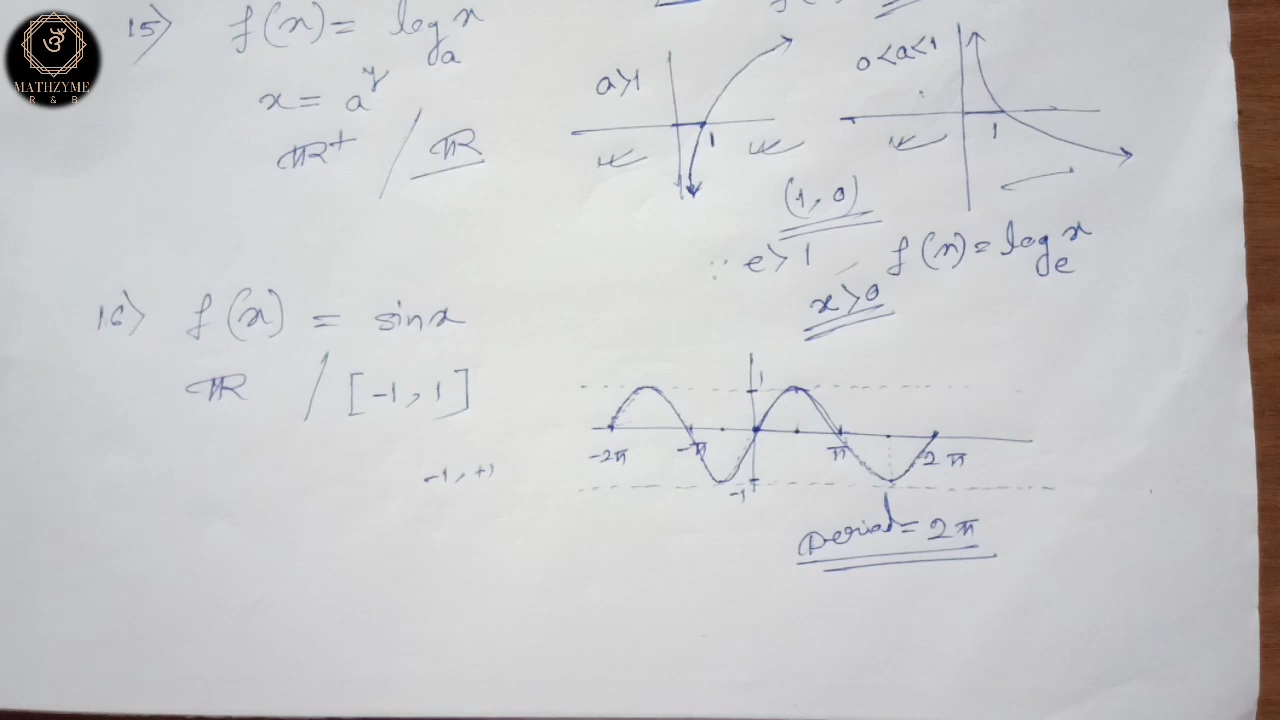 ॐ
MATHZYME
R & B
15) f(x) = log_a x
x = a^y
ℝ⁺ / ℝ
a>1
1
0<a<1
1
(1, 0)
∵ e>1 f(x) = log_e x
x>0
16) f(x) = sinx
ℝ / [-1, 1]
-1, +1
1
-2π -π π 2π
-1
Period = 2π